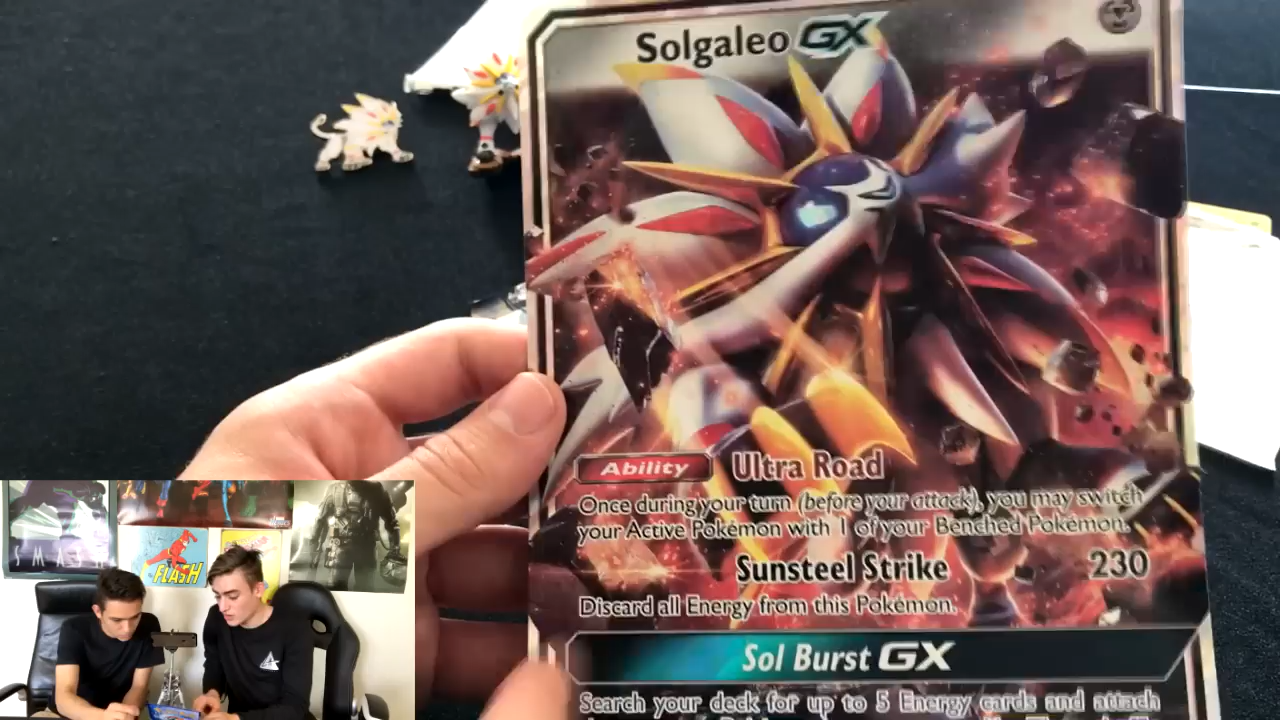 Solgaleo GX
Ability Ultra Road
Once during your turn (before your attack), you may switch
your Active Pokémon with 1 of your Benched Pokémon.
Sunsteel Strike 230
Discard all Energy from this Pokémon.
Sol Burst GX
Search your deck for up to 5 Energy cards and attach
SMASH
FLASH